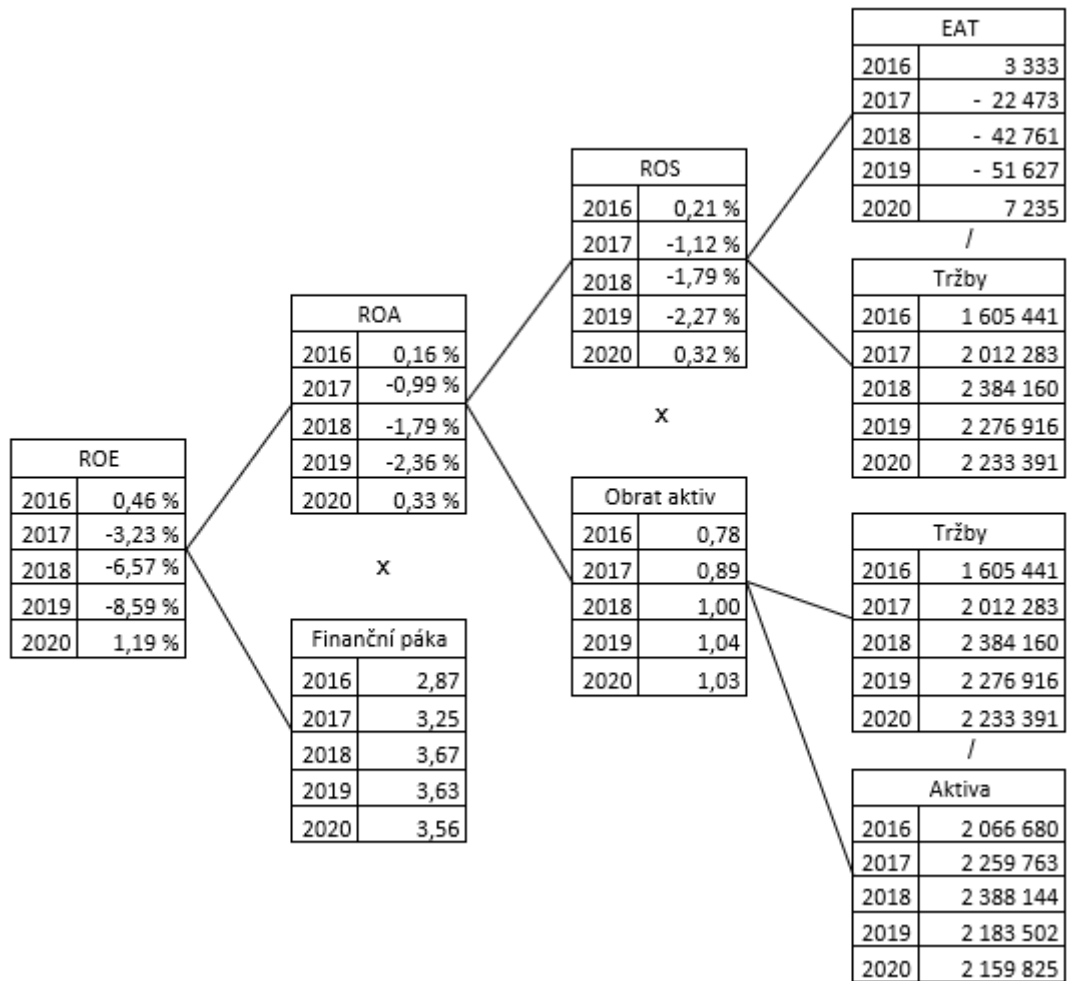 EAT
2016 3 333
2017 - 22 473
2018 - 42 761
2019 - 51 627
2020 7 235
/
Tržby
2016 1 605 441
2017 2 012 283
2018 2 384 160
2019 2 276 916
2020 2 233 391
ROS
2016 0,21 %
2017 -1,12 %
2018 -1,79 %
2019 -2,27 %
2020 0,32 %
x
ROA
2016 0,16 %
2017 -0,99 %
2018 -1,79 %
2019 -2,36 %
2020 0,33 %
x
ROE
2016 0,46 %
2017 -3,23 %
2018 -6,57 %
2019 -8,59 %
2020 1,19 %
Finanční páka
2016 2,87
2017 3,25
2018 3,67
2019 3,63
2020 3,56
Obrat aktiv
2016 0,78
2017 0,89
2018 1,00
2019 1,04
2020 1,03
Tržby
2016 1 605 441
2017 2 012 283
2018 2 384 160
2019 2 276 916
2020 2 233 391
/
Aktiva
2016 2 066 680
2017 2 259 763
2018 2 388 144
2019 2 183 502
2020 2 159 825